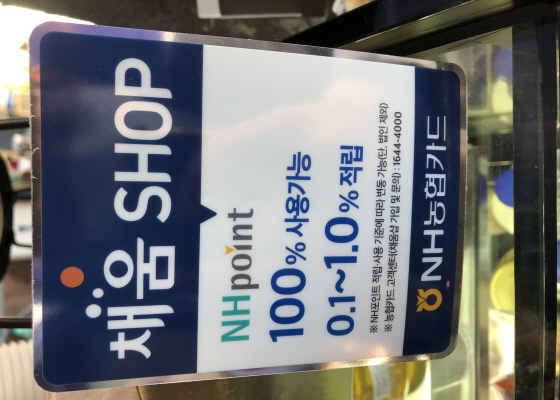 채움 SHOP
NH point
100% 사용가능
0.1~1.0% 적립
※ NH포인트 적립·사용 기준에 따라 변동 가능(단, 법인 제외)
※ 농협카드 고객센터(채움샵 가입 및 문의) : 1644-4000
NH농협카드